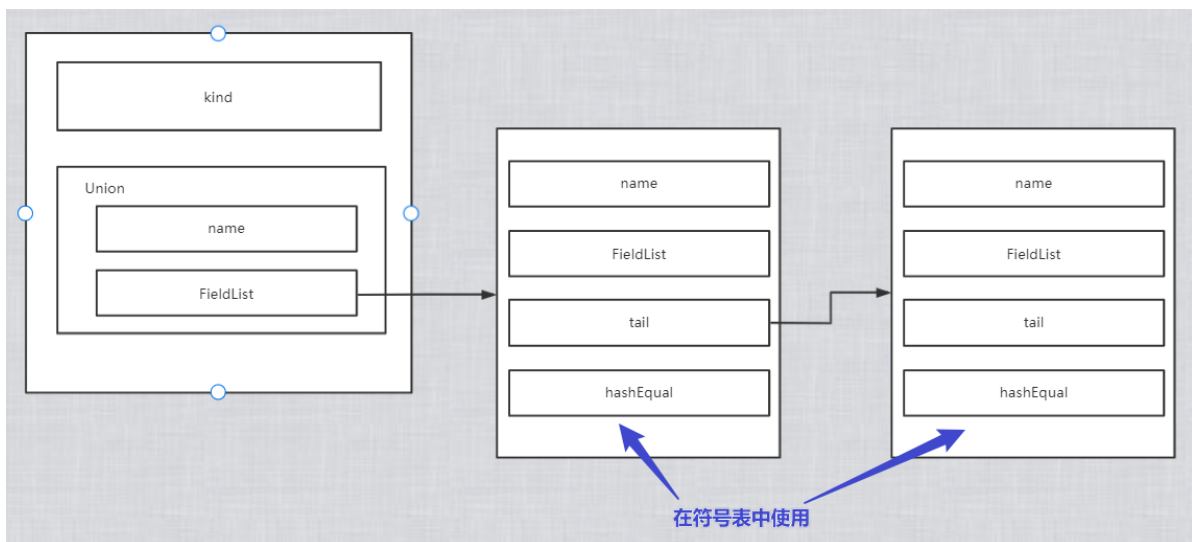 kind
Union
name
FieldList
name
FieldList
tail
hashEqual
name
FieldList
tail
hashEqual
在符号表中使用